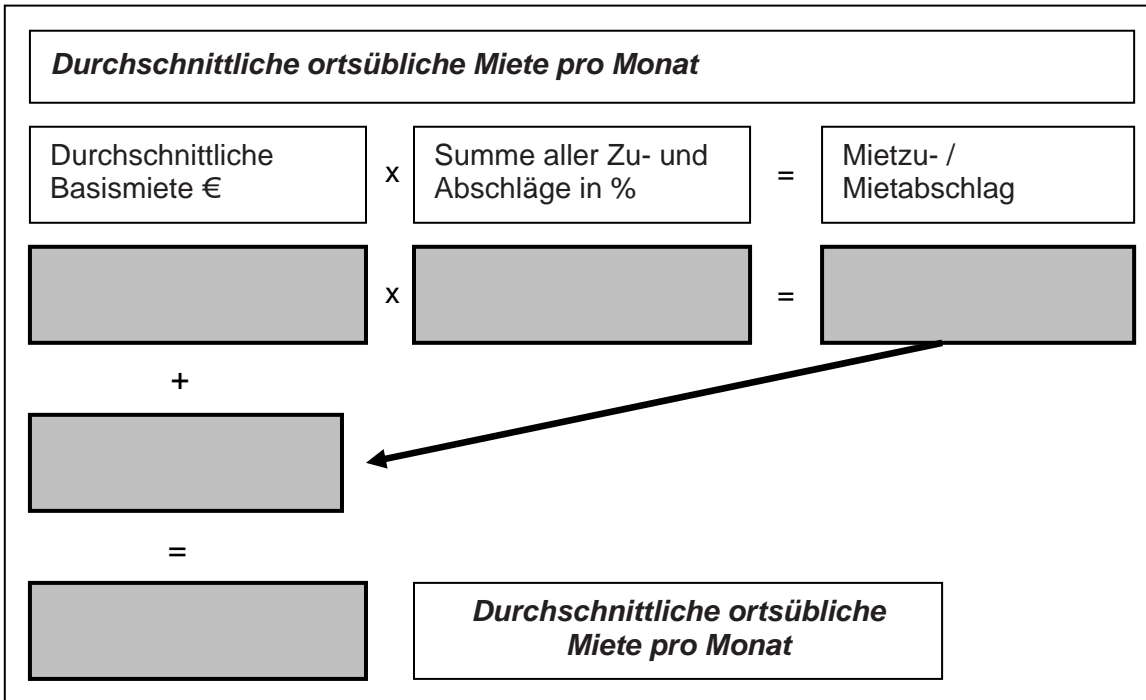 Durchschnittliche ortsübliche Miete pro Monat
Durchschnittliche
Basismiete €
x
Summe aller Zu- und
Abschläge in %
=
Mietzu- /
Mietabschlag
x
=
+
=
Durchschnittliche ortsübliche
Miete pro Monat